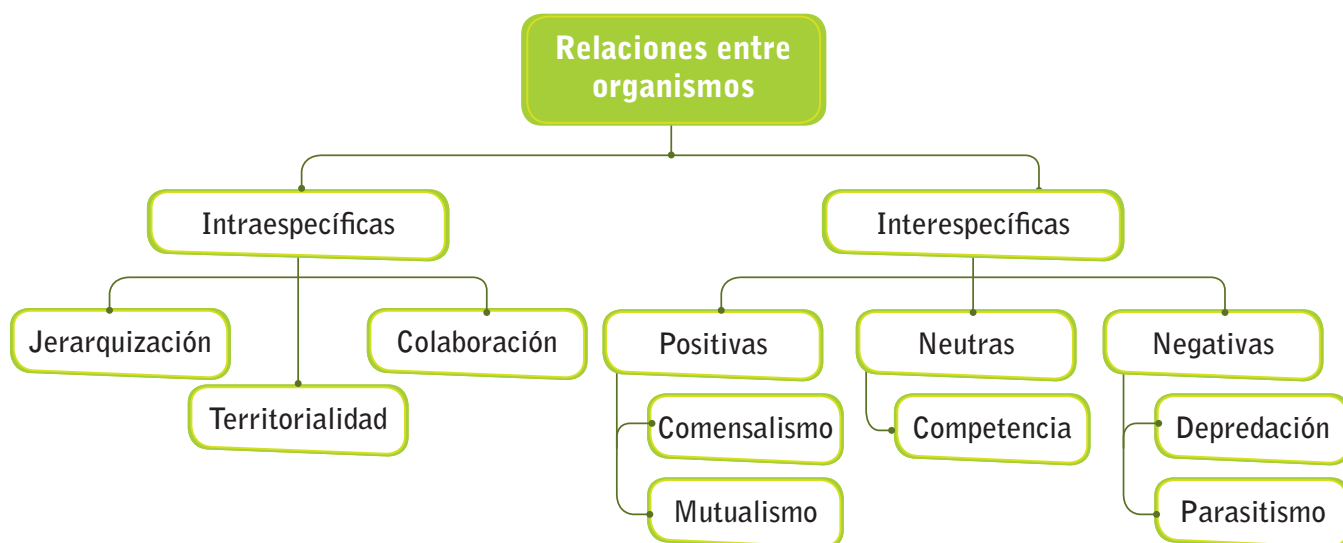 Relaciones entre
organismos
Intraespecíficas
Interespecíficas
Jerarquización
Colaboración
Territorialidad
Positivas
Neutras
Negativas
Comensalismo
Competencia
Depredación
Mutualismo
Parasitismo